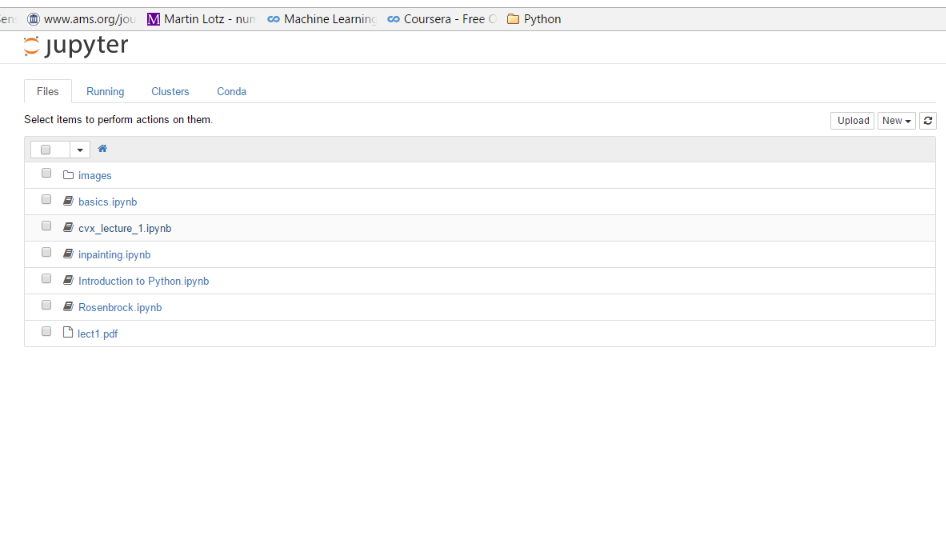 www.ams.org/jou Martin Lotz - num Machine Learning Coursera - Free O Python
jupyter
Files Running Clusters Conda
Select items to perform actions on them. Upload New
images
basics.ipynb
cvx_lecture_1.ipynb
inpainting.ipynb
Introduction to Python.ipynb
Rosenbrock.ipynb
lect1.pdf